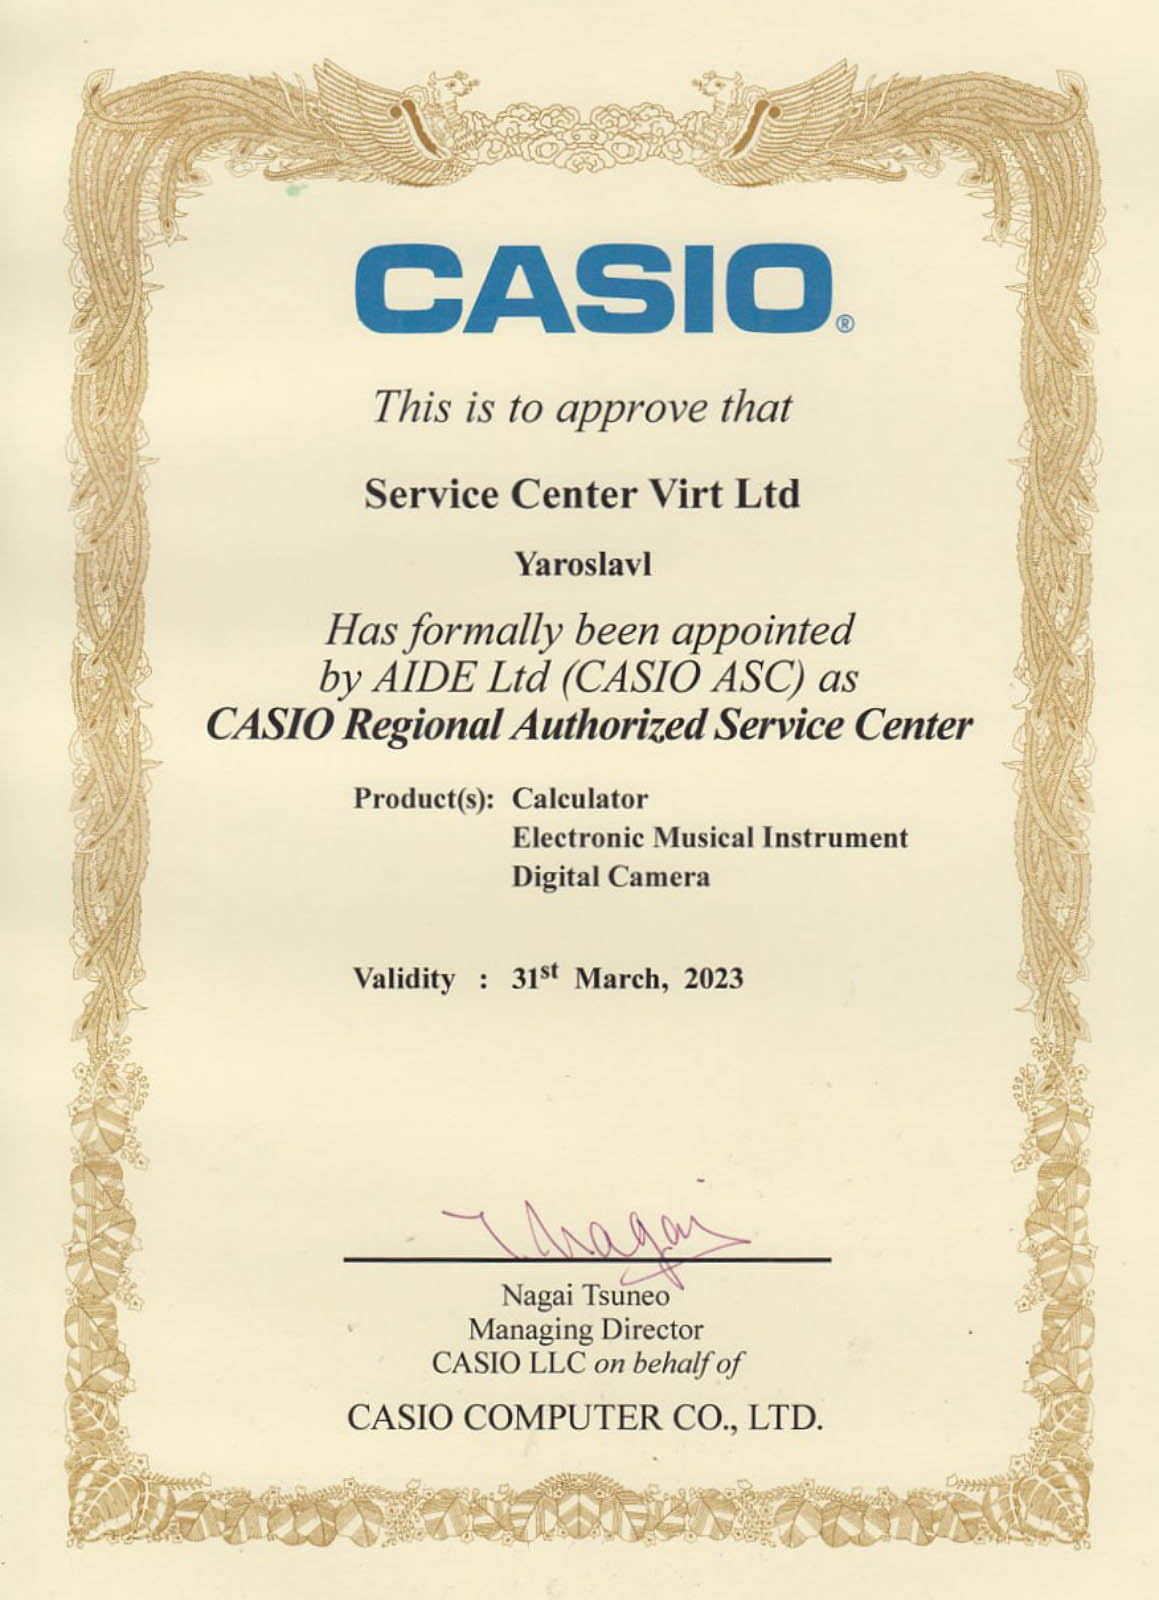 CASIO®
This is to approve that
Service Center Virt Ltd
Yaroslavl
Has formally been appointed
by AIDE Ltd (CASIO ASC) as
CASIO Regional Authorized Service Center
Product(s): Calculator
Electronic Musical Instrument
Digital Camera
Validity : 31st March, 2023
T. Nagai
Nagai Tsuneo
Managing Director
CASIO LLC on behalf of
CASIO COMPUTER CO., LTD.